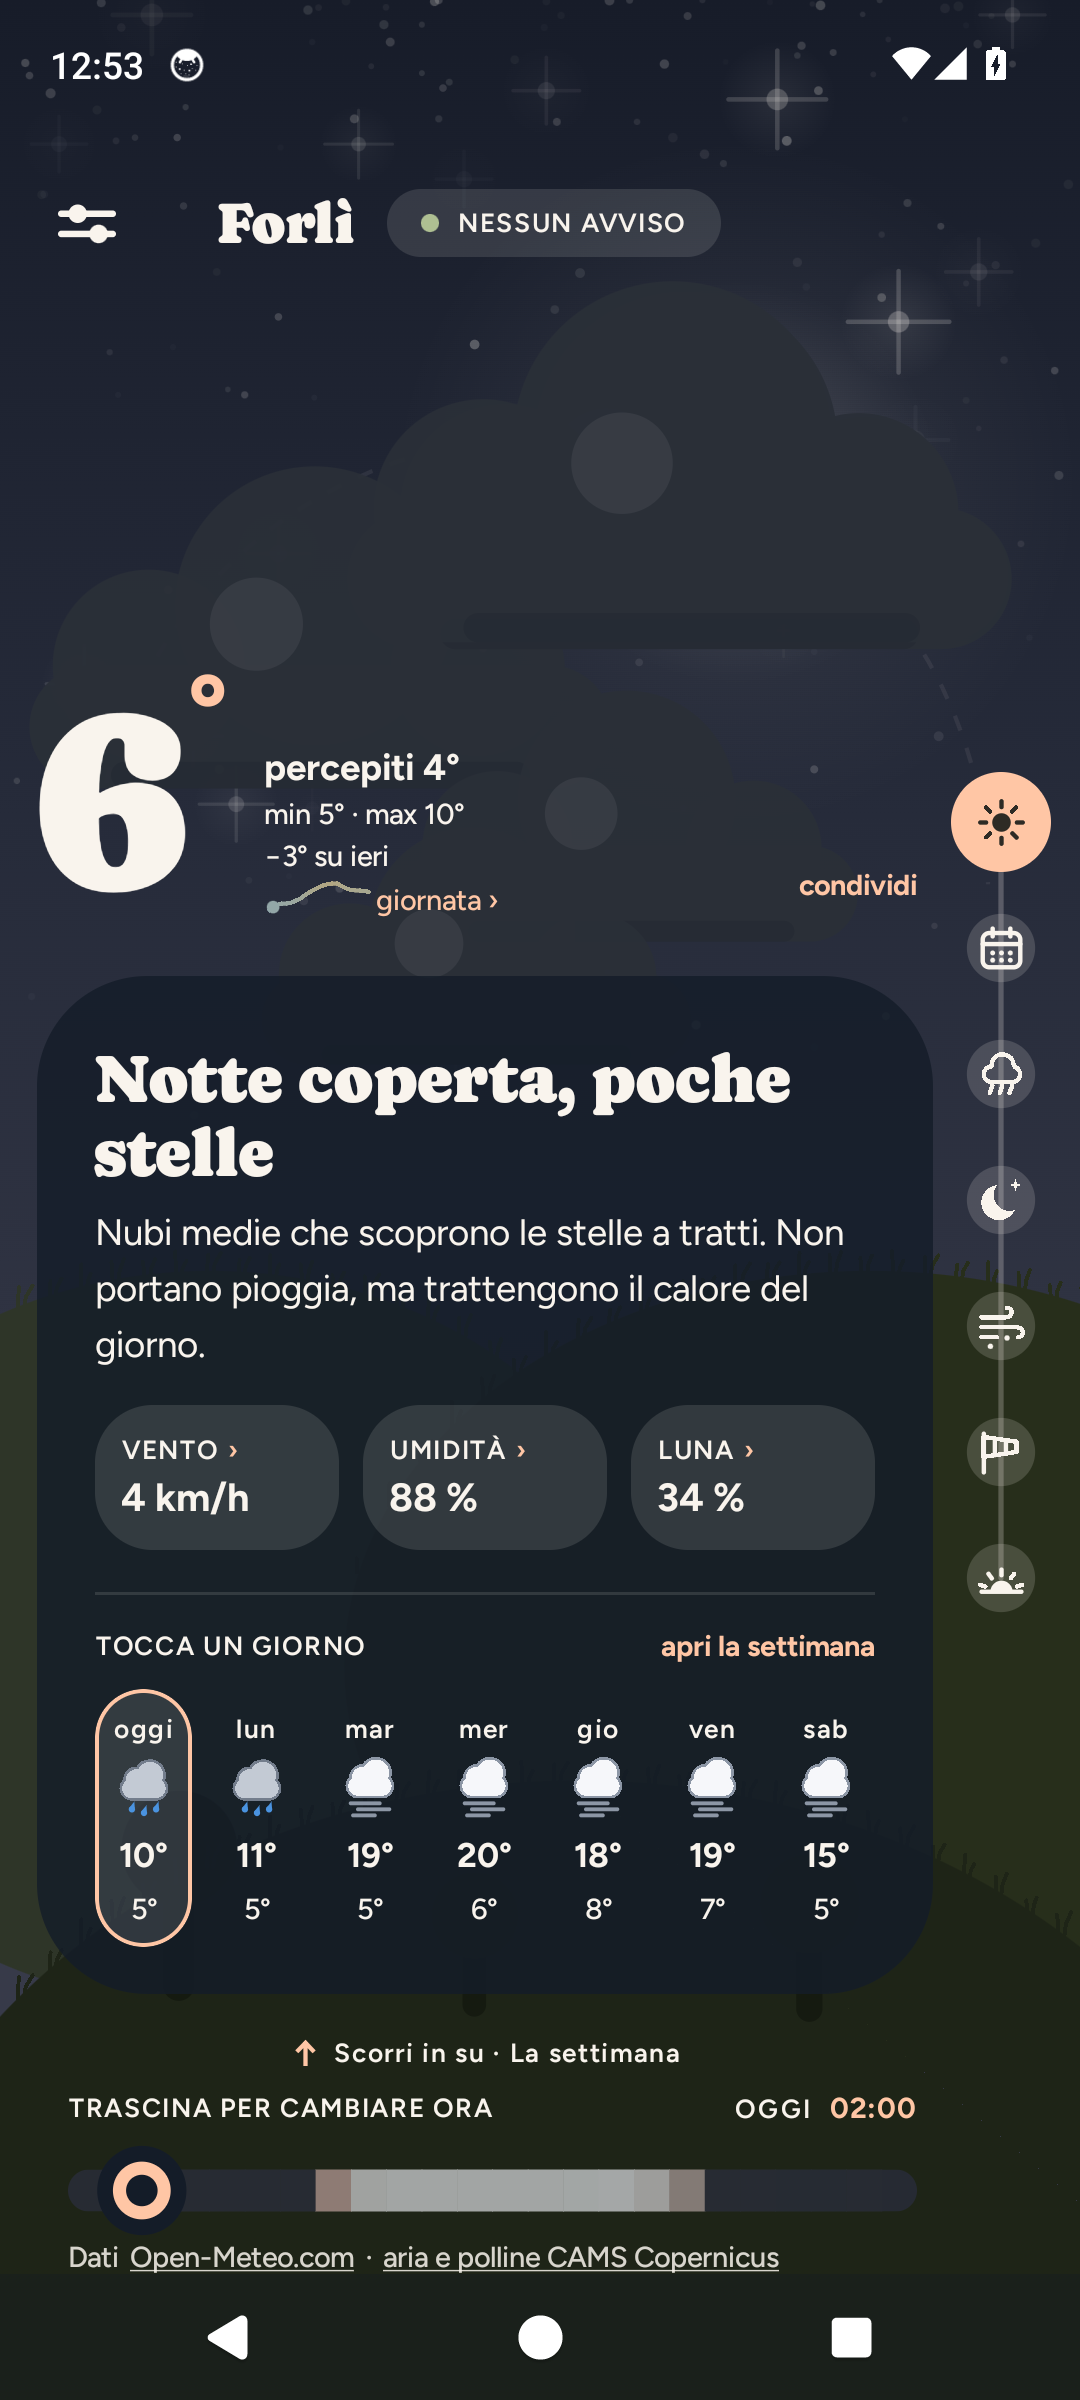 12:53
Forlì
NESSUN AVVISO
6°
percepiti 4°
min 5° · max 10°
−3° su ieri
giornata ›
condividi
Notte coperta, poche
stelle
Nubi medie che scoprono le stelle a tratti. Non
portano pioggia, ma trattengono il calore del
giorno.
VENTO › UMIDITÀ › LUNA ›
4 km/h 88 % 34 %
TOCCA UN GIORNO apri la settimana
oggi lun mar mer gio ven sab
10° 11° 19° 20° 18° 19° 15°
5° 5° 5° 6° 8° 7° 5°
↑ Scorri in su · La settimana
TRASCINA PER CAMBIARE ORA OGGI 02:00
Dati Open-Meteo.com · aria e polline CAMS Copernicus